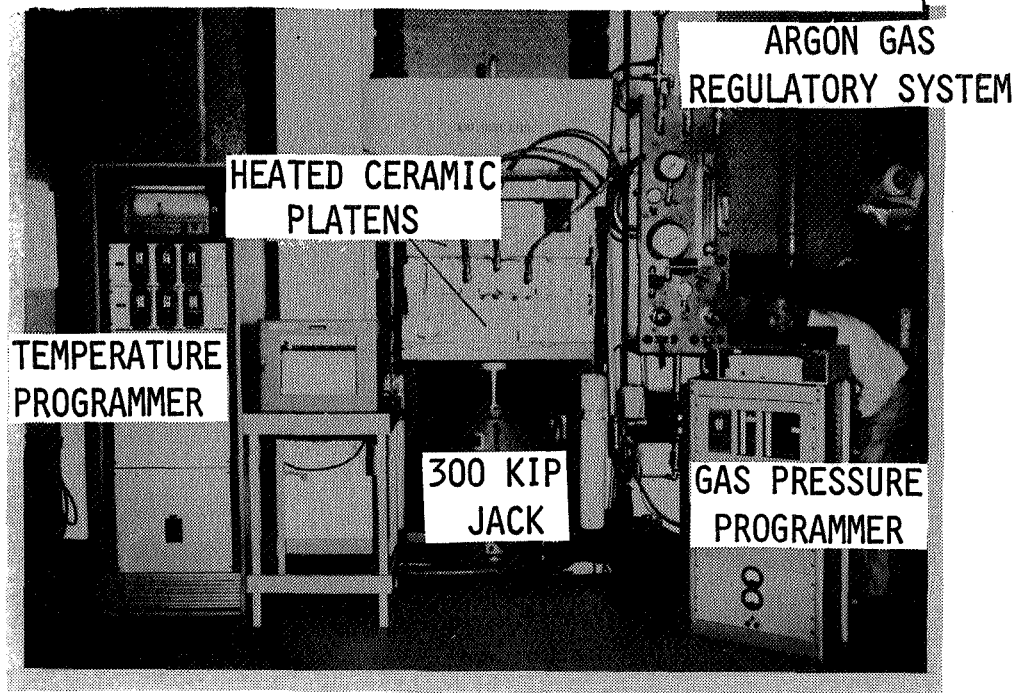 ARGON GAS
REGULATORY SYSTEM
HEATED CERAMIC
PLATENS
TEMPERATURE
PROGRAMMER
300 KIP
JACK
GAS PRESSURE
PROGRAMMER